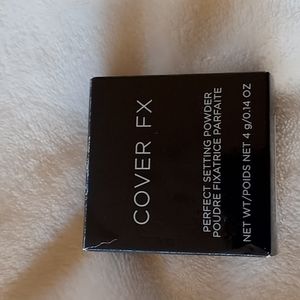 COVER FX
PERFECT SETTING POWDER
POUDRE FIXATRICE PARFAITE
NET WT/POIDS NET 4 g/0.14 OZ